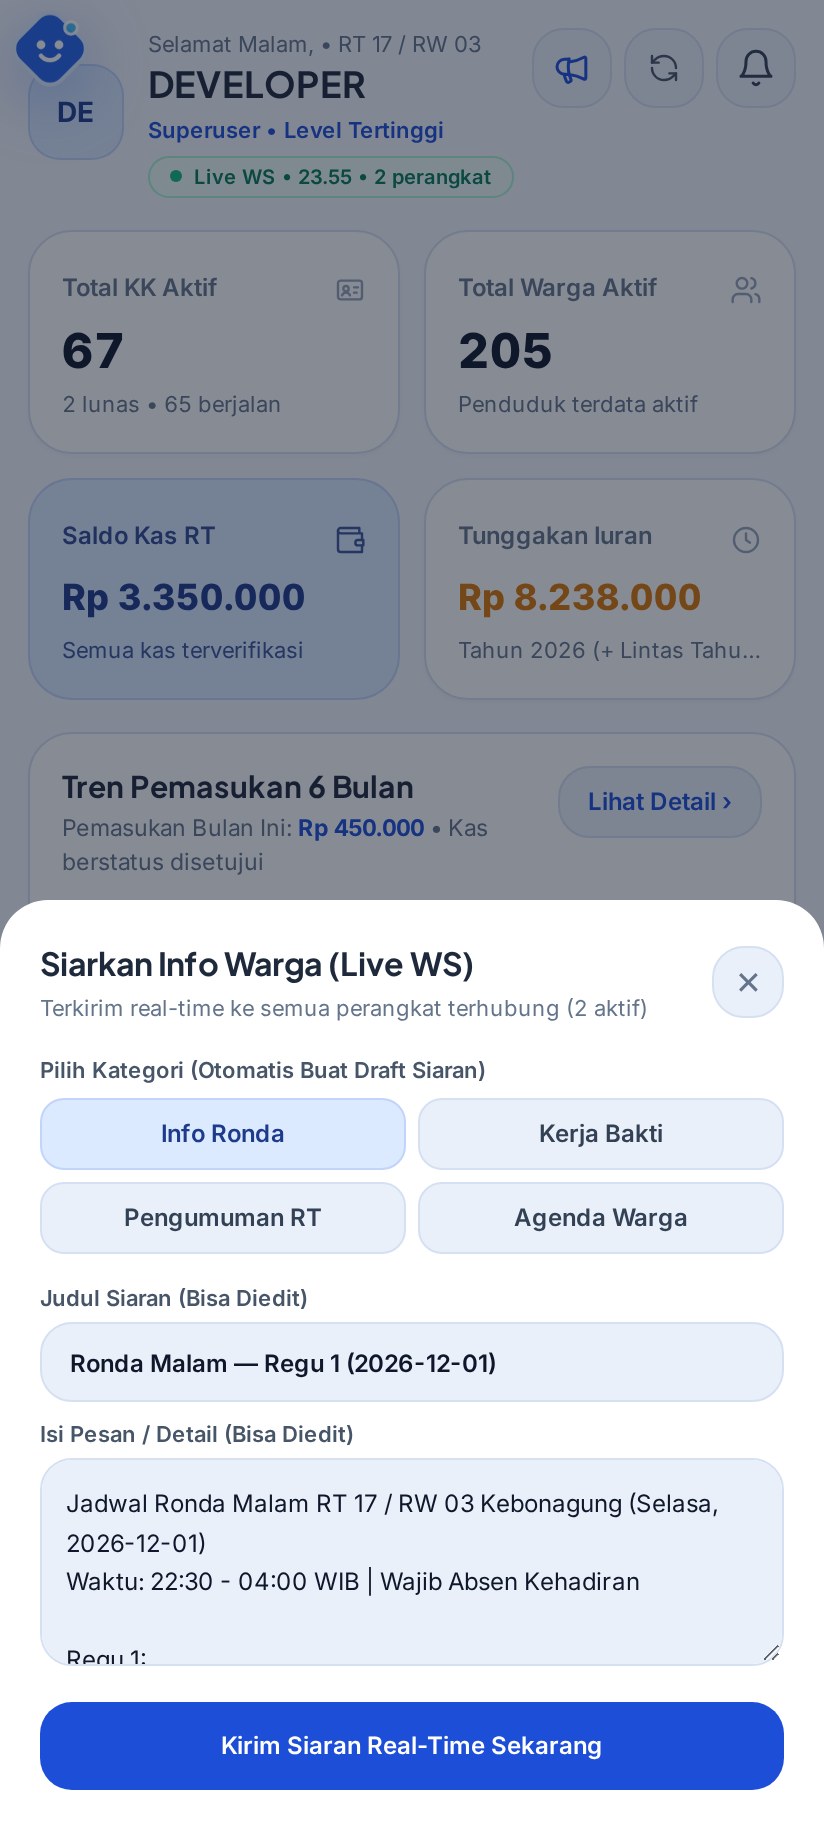 Selamat Malam, • RT 17 / RW 03
DE
DEVELOPER
Superuser • Level Tertinggi
Live WS • 23.55 • 2 perangkat
Total KK Aktif
67
2 lunas • 65 berjalan
Total Warga Aktif
205
Penduduk terdata aktif
Saldo Kas RT
Rp 3.350.000
Semua kas terverifikasi
Tunggakan Iuran
Rp 8.238.000
Tahun 2026 (+ Lintas Tahu...
Tren Pemasukan 6 Bulan
Lihat Detail ›
Pemasukan Bulan Ini: Rp 450.000 • Kas
berstatus disetujui
Siarkan Info Warga (Live WS)
Terkirim real-time ke semua perangkat terhubung (2 aktif)
Pilih Kategori (Otomatis Buat Draft Siaran)
Info Ronda
Kerja Bakti
Pengumuman RT
Agenda Warga
Judul Siaran (Bisa Diedit)
Ronda Malam — Regu 1 (2026-12-01)
Isi Pesan / Detail (Bisa Diedit)
Jadwal Ronda Malam RT 17 / RW 03 Kebonagung (Selasa,
2026-12-01)
Waktu: 22:30 - 04:00 WIB | Wajib Absen Kehadiran
Regu 1:
Kirim Siaran Real-Time Sekarang